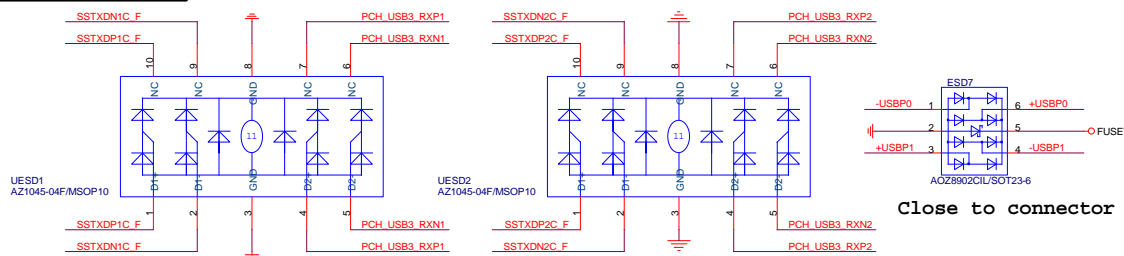 SSTXDN1C_F
PCH_USB3_RXP1
SSTXDP1C_F
PCH_USB3_RXN1
10
9
8
7
6
NC
NC
GND
NC
NC
11
UESD1
AZ1045-04F/MSOP10
D1+
D1-
GND
D2+
D2-
1
2
3
4
5
SSTXDP1C_F
PCH_USB3_RXN1
SSTXDN1C_F
PCH_USB3_RXP1
SSTXDN2C_F
PCH_USB3_RXP2
SSTXDP2C_F
PCH_USB3_RXN2
10
9
8
7
6
NC
NC
GND
NC
NC
11
UESD2
AZ1045-04F/MSOP10
D1+
D1-
GND
D2+
D2-
1
2
3
4
5
SSTXDP2C_F
PCH_USB3_RXN2
SSTXDN2C_F
PCH_USB3_RXP2
ESD7
-USBP0
1
6
+USBP0
2
5
FUSE
+USBP1
3
4
-USBP1
AOZ8902CIL/SOT23-6
Close to connector